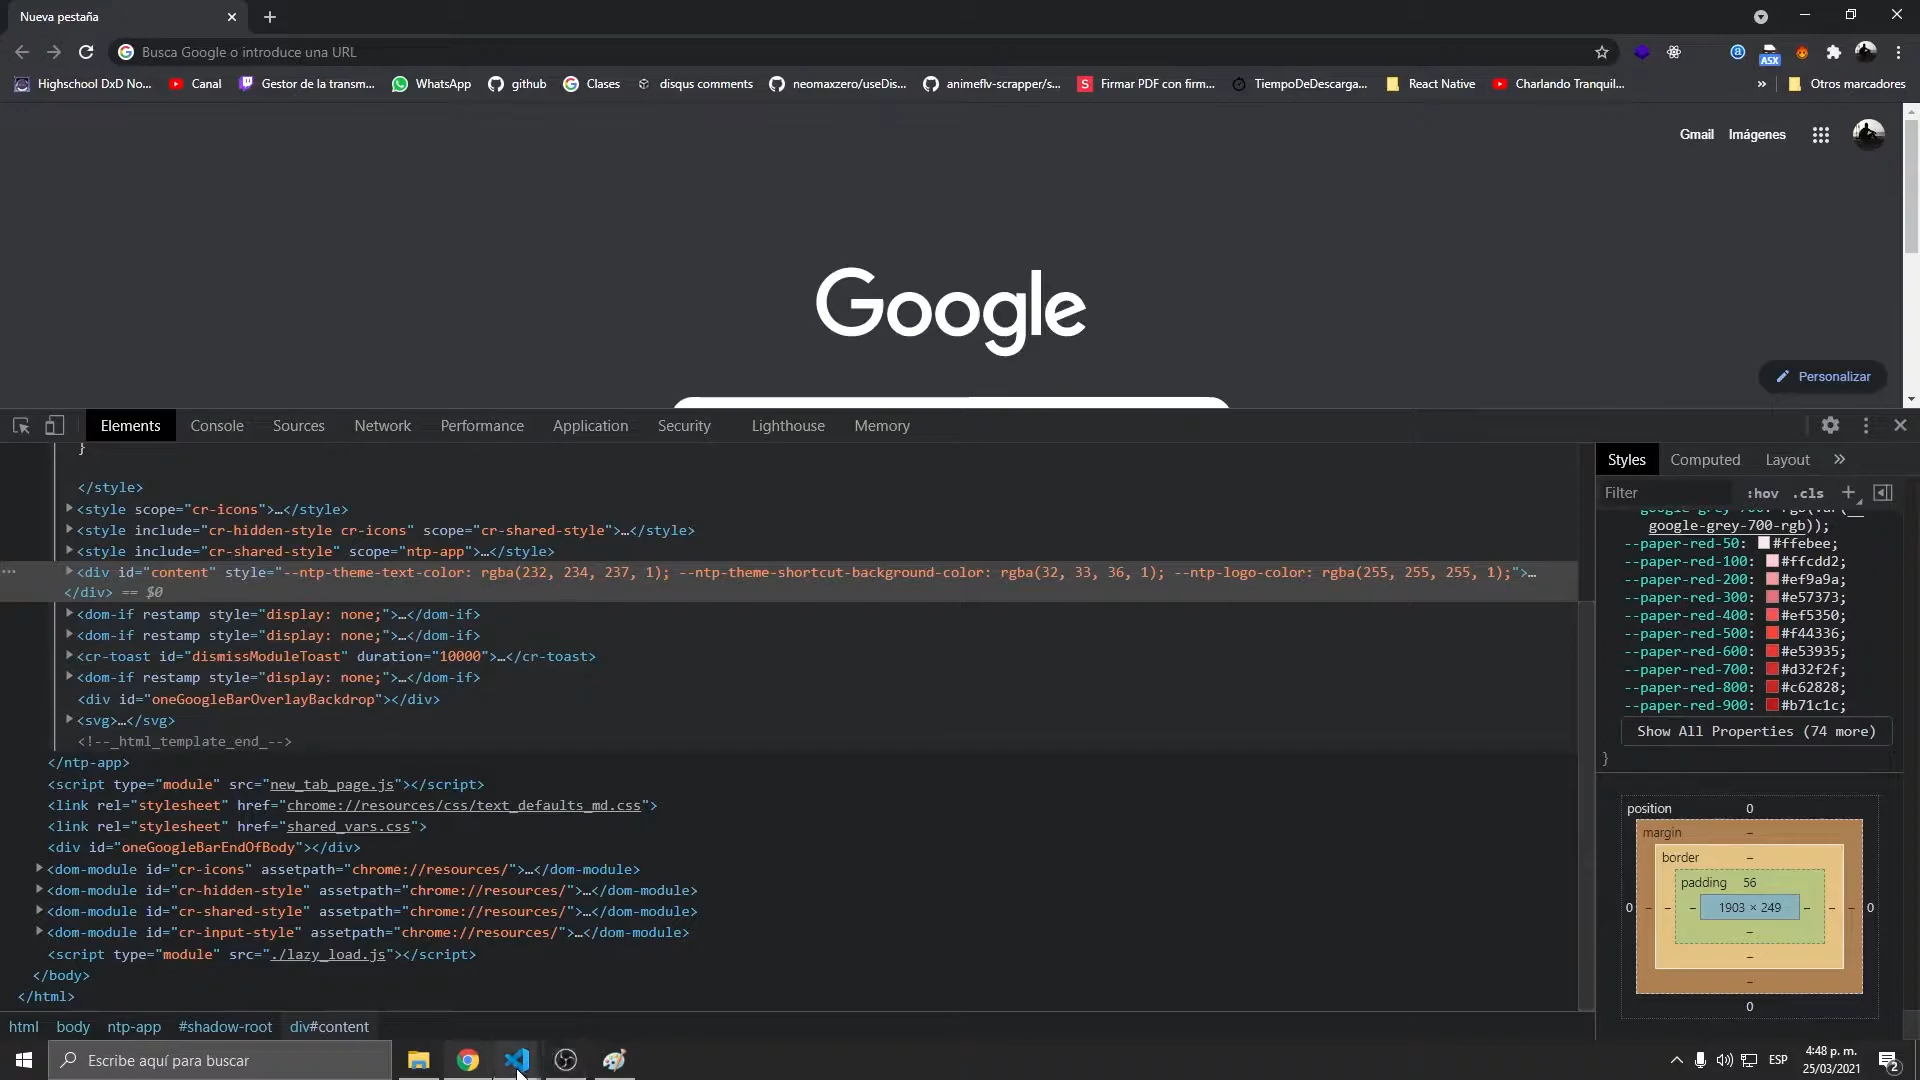 Nueva pestaña
Busca Google o introduce una URL
ASX
Highschool DxD No... Canal Gestor de la transm... WhatsApp github Clases disqus comments neomaxzero/useDis... animeflv-scrapper/s... Firmar PDF con firm... TiempoDeDescarga... React Native Charlando Tranquil... » Otros marcadores
Gmail Imágenes
Google
Personalizar
Elements Console Sources Network Performance Application Security Lighthouse Memory
}
</style>
<style scope="cr-icons">…</style>
<style include="cr-hidden-style cr-icons" scope="cr-shared-style">…</style>
<style include="cr-shared-style" scope="ntp-app">…</style>
<div id="content" style="--ntp-theme-text-color: rgba(232, 234, 237, 1); --ntp-theme-shortcut-background-color: rgba(32, 33, 36, 1); --ntp-logo-color: rgba(255, 255, 255, 1);">…
</div> == $0
<dom-if restamp style="display: none;">…</dom-if>
<dom-if restamp style="display: none;">…</dom-if>
<cr-toast id="dismissModuleToast" duration="10000">…</cr-toast>
<dom-if restamp style="display: none;">…</dom-if>
<div id="oneGoogleBarOverlayBackdrop"></div>
<svg>…</svg>
<!--_html_template_end_-->
</ntp-app>
<script type="module" src="new_tab_page.js"></script>
<link rel="stylesheet" href="chrome://resources/css/text_defaults_md.css">
<link rel="stylesheet" href="shared_vars.css">
<div id="oneGoogleBarEndOfBody"></div>
<dom-module id="cr-icons" assetpath="chrome://resources/">…</dom-module>
<dom-module id="cr-hidden-style" assetpath="chrome://resources/">…</dom-module>
<dom-module id="cr-shared-style" assetpath="chrome://resources/">…</dom-module>
<dom-module id="cr-input-style" assetpath="chrome://resources/">…</dom-module>
<script type="module" src="./lazy_load.js"></script>
</body>
</html>
html body ntp-app #shadow-root div#content
Styles Computed Layout »
Filter :hov .cls +
google-grey-700: rgb(var(__
google-grey-700-rgb));
--paper-red-50: #ffebee;
--paper-red-100: #ffcdd2;
--paper-red-200: #ef9a9a;
--paper-red-300: #e57373;
--paper-red-400: #ef5350;
--paper-red-500: #f44336;
--paper-red-600: #e53935;
--paper-red-700: #d32f2f;
--paper-red-800: #c62828;
--paper-red-900: #b71c1c;
Show All Properties (74 more)
}
position 0
margin –
border –
padding 56
0 – – – 1903 × 249 – – – 0
–
–
–
0
Escribe aquí para buscar
ESP
4:48 p. m.
25/03/2021
2